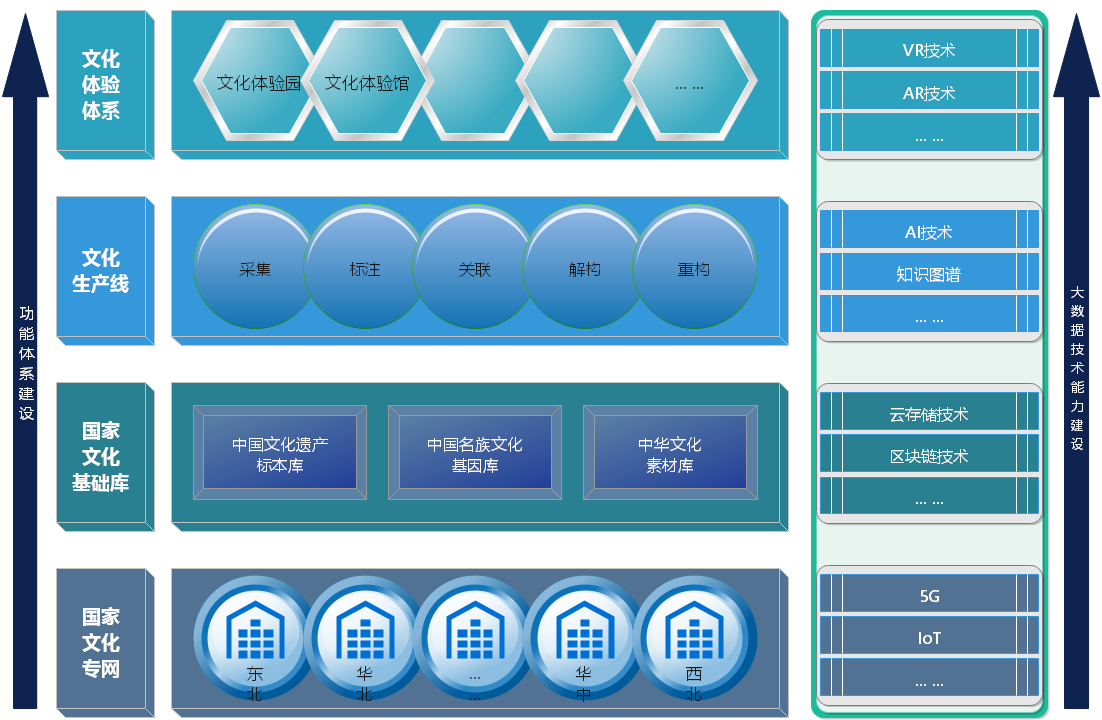 功能体系建设
文化
体验
体系
文化体验园
文化体验馆
... ...
VR技术
AR技术
... ...
文化
生产线
采集
标注
关联
解构
重构
AI技术
知识图谱
... ...
国家
文化
基础库
中国文化遗产
标本库
中国名族文化
基因库
中华文化
素材库
云存储技术
区块链技术
... ...
国家
文化
专网
东
北
华
北
...
...
华
中
西
北
5G
IoT
... ...
大数据技术能力建设